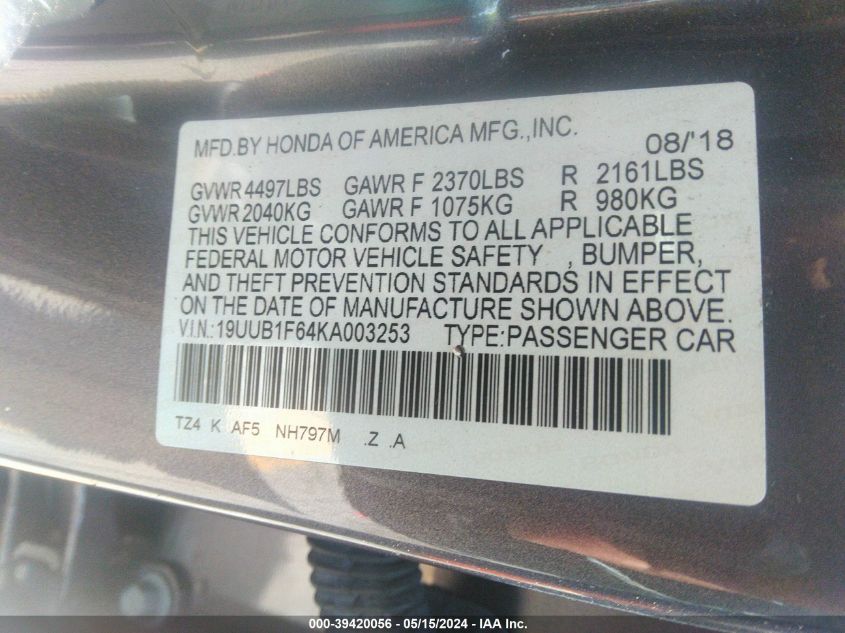 MFD.BY HONDA OF AMERICA MFG.,INC. 08/'18
GVWR 4497LBS GAWR F 2370LBS R 2161LBS
GVWR 2040KG GAWR F 1075KG R 980KG
THIS VEHICLE CONFORMS TO ALL APPLICABLE
FEDERAL MOTOR VEHICLE SAFETY , BUMPER,
AND THEFT PREVENTION STANDARDS IN EFFECT
ON THE DATE OF MANUFACTURE SHOWN ABOVE.
V.I.N.:19UUB1F64KA003253 TYPE:PASSENGER CAR
TZ4 K AF5 NH797M .Z .A
000-39420056 - 05/15/2024 - IAA Inc.